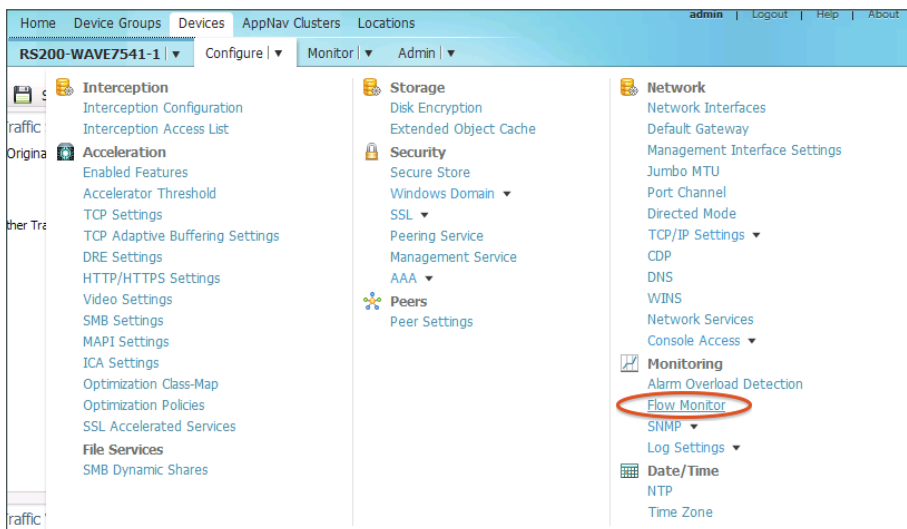 Home Device Groups Devices AppNav Clusters Locations
admin | Logout | Help | About
RS200-WAVE7541-1 | Configure | Monitor | Admin |
Interception
Interception Configuration
Interception Access List
Acceleration
Enabled Features
Accelerator Threshold
TCP Settings
TCP Adaptive Buffering Settings
DRE Settings
HTTP/HTTPS Settings
Video Settings
SMB Settings
MAPI Settings
ICA Settings
Optimization Class-Map
Optimization Policies
SSL Accelerated Services
File Services
SMB Dynamic Shares
Storage
Disk Encryption
Extended Object Cache
Security
Secure Store
Windows Domain
SSL
Peering Service
Management Service
AAA
Peers
Peer Settings
Network
Network Interfaces
Default Gateway
Management Interface Settings
Jumbo MTU
Port Channel
Directed Mode
TCP/IP Settings
CDP
DNS
WINS
Network Services
Console Access
Monitoring
Alarm Overload Detection
Flow Monitor
SNMP
Log Settings
Date/Time
NTP
Time Zone
raffic
Origina
ther Tra
raffic